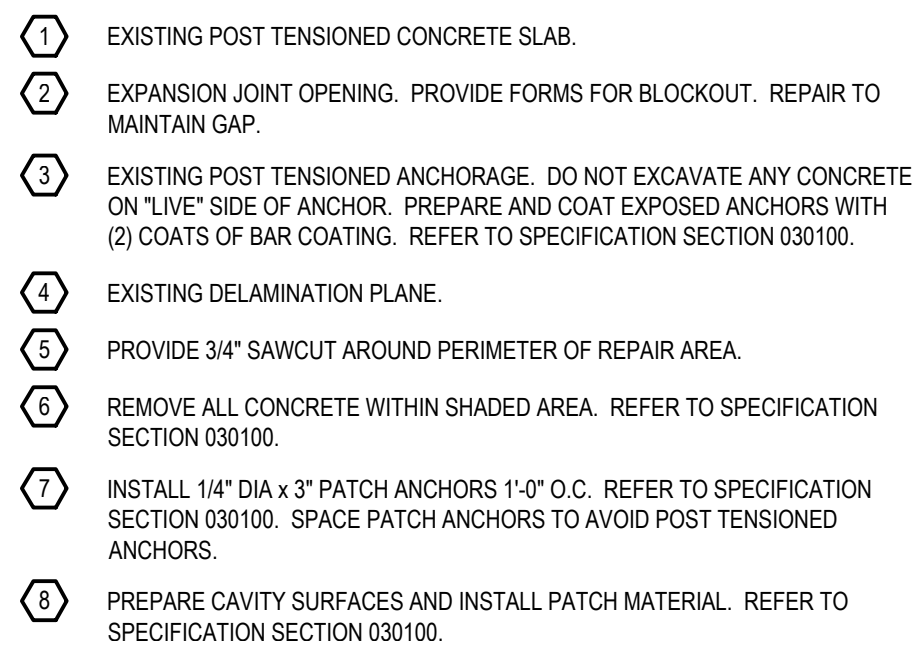 1 EXISTING POST TENSIONED CONCRETE SLAB.
2 EXPANSION JOINT OPENING. PROVIDE FORMS FOR BLOCKOUT. REPAIR TO
MAINTAIN GAP.
3 EXISTING POST TENSIONED ANCHORAGE. DO NOT EXCAVATE ANY CONCRETE
ON "LIVE" SIDE OF ANCHOR. PREPARE AND COAT EXPOSED ANCHORS WITH
(2) COATS OF BAR COATING. REFER TO SPECIFICATION SECTION 030100.
4 EXISTING DELAMINATION PLANE.
5 PROVIDE 3/4" SAWCUT AROUND PERIMETER OF REPAIR AREA.
6 REMOVE ALL CONCRETE WITHIN SHADED AREA. REFER TO SPECIFICATION
SECTION 030100.
7 INSTALL 1/4" DIA x 3" PATCH ANCHORS 1'-0" O.C. REFER TO SPECIFICATION
SECTION 030100. SPACE PATCH ANCHORS TO AVOID POST TENSIONED
ANCHORS.
8 PREPARE CAVITY SURFACES AND INSTALL PATCH MATERIAL. REFER TO
SPECIFICATION SECTION 030100.